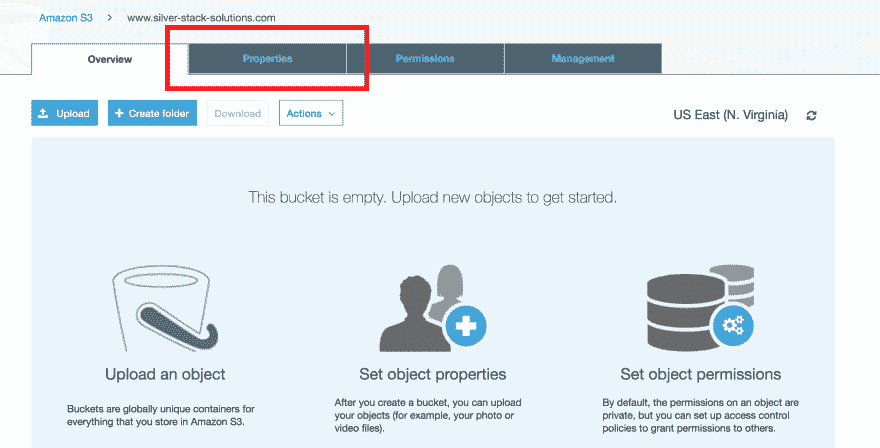 Amazon S3 > www.silver-stack-solutions.com
Overview Properties Permissions Management
Upload + Create folder Download Actions
US East (N. Virginia)
This bucket is empty. Upload new objects to get started.
Upload an object
Buckets are globally unique containers for
everything that you store in Amazon S3.
Set object properties
After you create a bucket, you can upload
your objects (for example, your photo or
video files).
Set object permissions
By default, the permissions on an object are
private, but you can set up access control
policies to grant permissions to others.